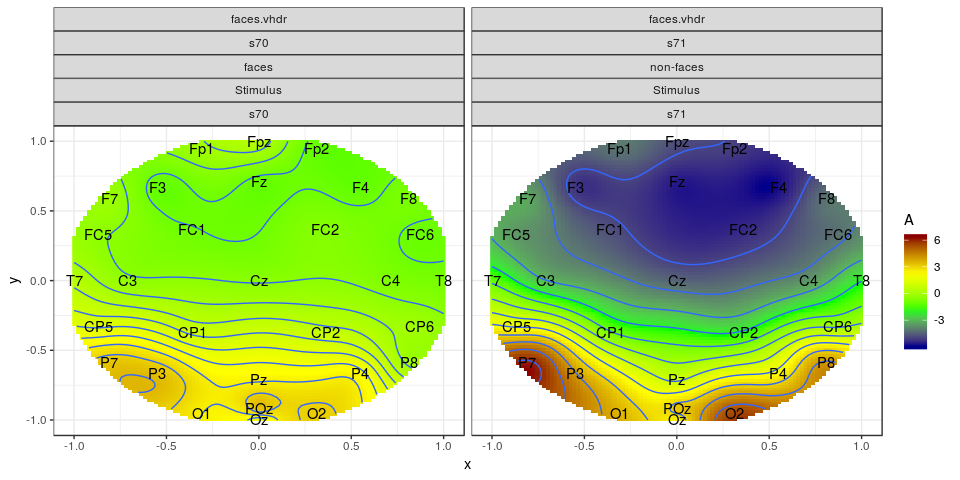 faces.vhdr faces.vhdr
s70 s71
faces non-faces
Stimulus Stimulus
s70 s71
1.0 Fp1 Fpz Fp2 Fp1 Fpz Fp2
F7 F3 Fz F4 F8 F7 F3 Fz F4 F8
0.5
FC5 FC1 FC2 FC6 FC5 FC1 FC2 FC6
A
6
3
0
-3
y
0.0 T7 C3 Cz C4 T8 T7 C3 Cz C4 T8
CP5 CP1 CP2 CP6 CP5 CP1 CP2 CP6
-0.5
P7 P3 Pz P4 P8 P7 P3 Pz P4 P8
-1.0 O1 POz O2 O1 POz O2
Oz Oz
-1.0 -0.5 0.0 0.5 1.0 -1.0 -0.5 0.0 0.5 1.0
x